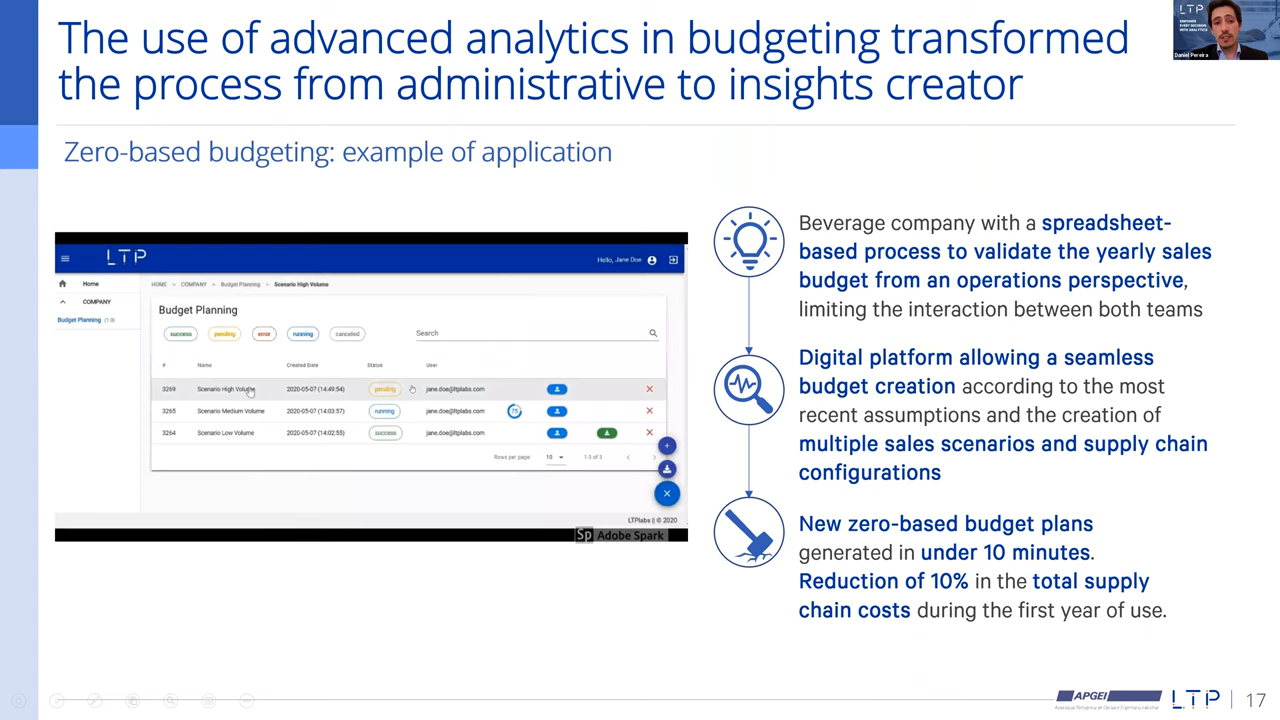 The use of advanced analytics in budgeting transformed
the process from administrative to insights creator
LTP
EMPOWER
EVERY DECISION
WITH ANALYTICS
Daniel Pereira
Zero-based budgeting: example of application
LTP
Hello, Jane Doe
Home
COMPANY
Budget Planning (1.0)
HOME > COMPANY > Budget Planning > Scenario High Volume
Budget Planning
success pending error running canceled
Search
# Name Created Date Status User
3269 Scenario High Volume 2020-05-07 (14:49:54) pending jane.doe@ltplabs.com
3265 Scenario Medium Volume 2020-05-07 (14:03:57) running jane.doe@ltplabs.com 75
3264 Scenario Low Volume 2020-05-07 (14:02:55) success jane.doe@ltplabs.com
Rows per page: 10 1-3 of 3
LTPlabs || © 2020
Sp Adobe Spark
Beverage company with a spreadsheet-
based process to validate the yearly sales
budget from an operations perspective,
limiting the interaction between both teams
Digital platform allowing a seamless
budget creation according to the most
recent assumptions and the creation of
multiple sales scenarios and supply chain
configurations
New zero-based budget plans
generated in under 10 minutes.
Reduction of 10% in the total supply
chain costs during the first year of use.
APGEI
LTP
17